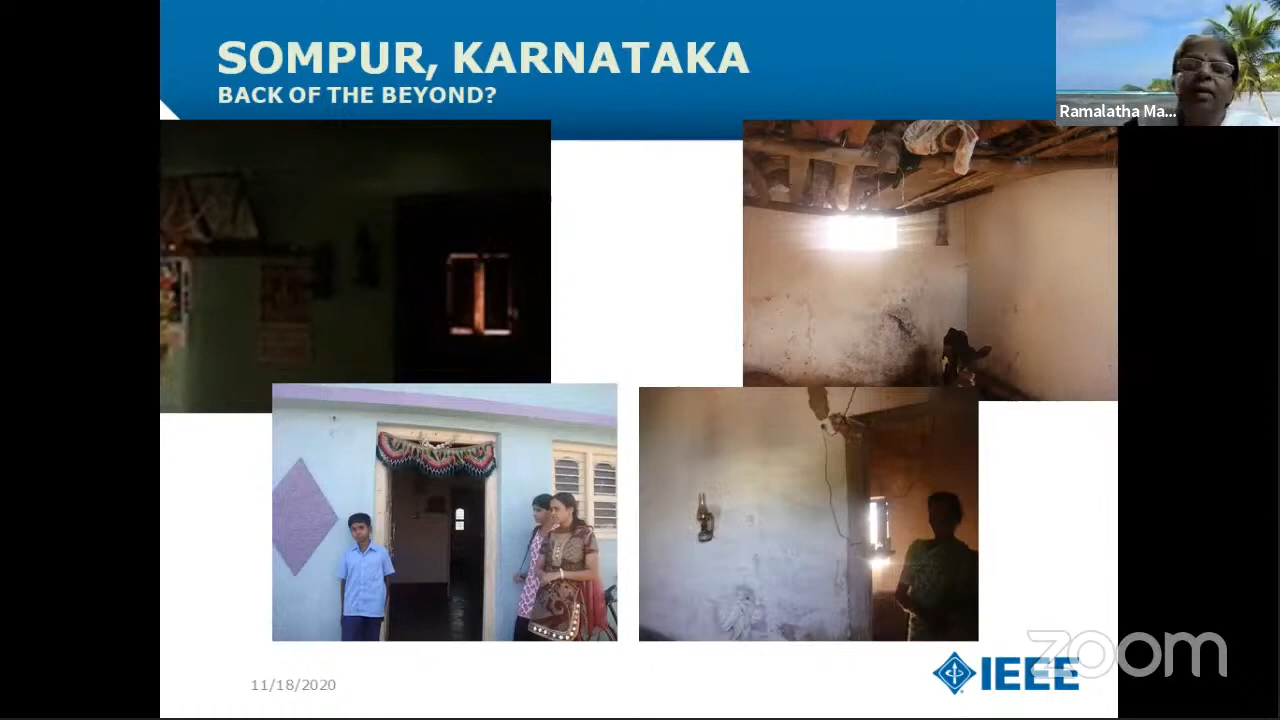 SOMPUR, KARNATAKA
BACK OF THE BEYOND?
Ramalatha Ma...
11/18/2020
IEEE
zoom